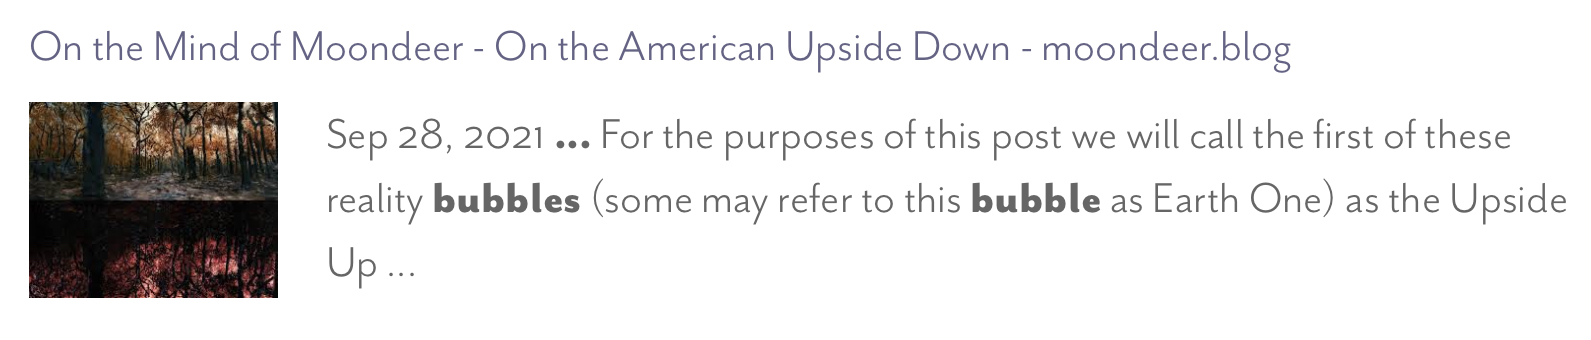 On the Mind of Moondeer - On the American Upside Down - moondeer.blog
Sep 28, 2021 ... For the purposes of this post we will call the first of these
reality bubbles (some may refer to this bubble as Earth One) as the Upside
Up ...